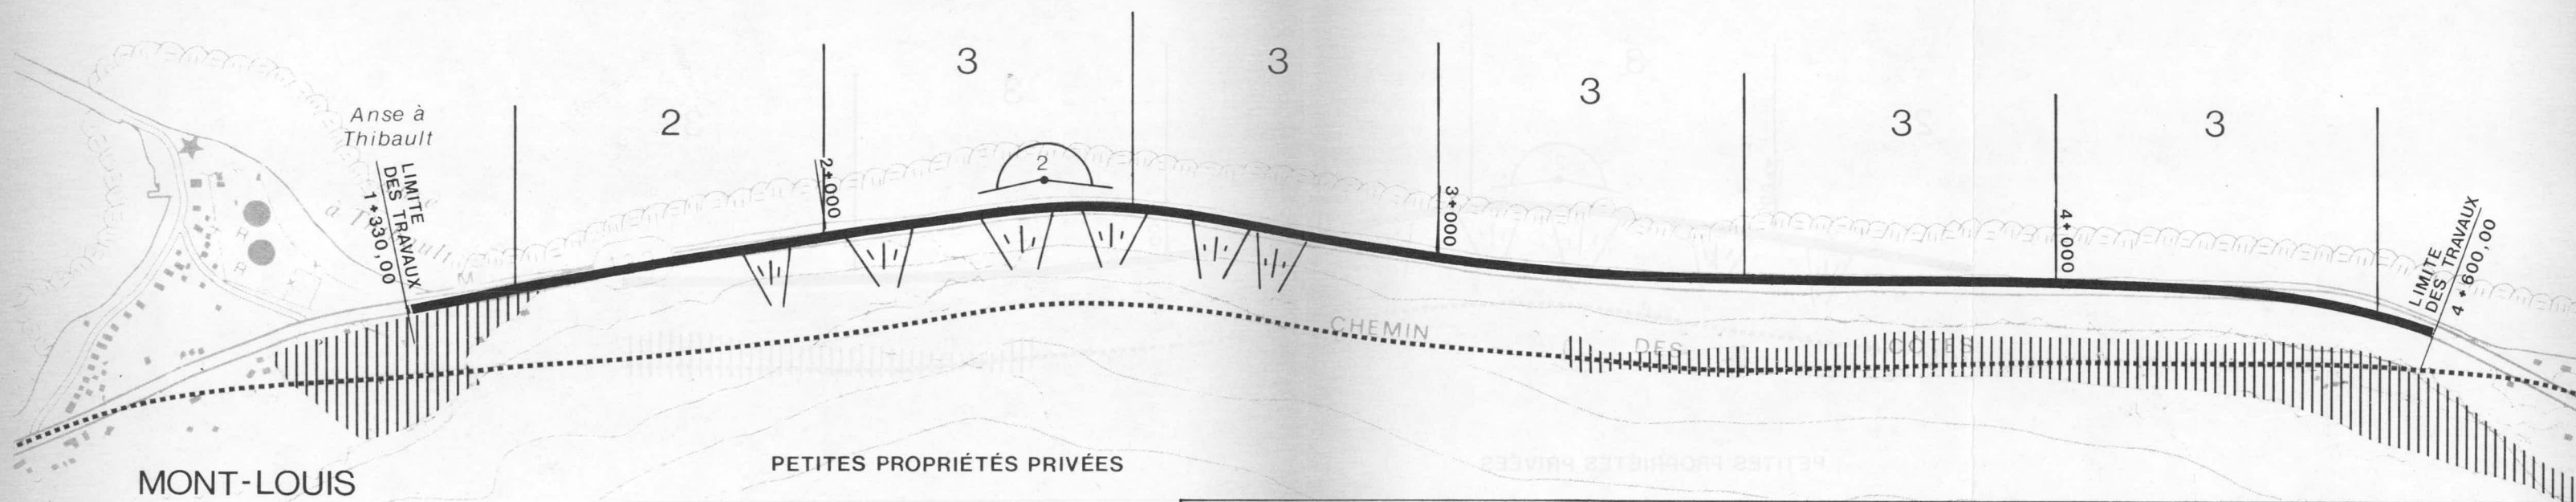 3
3
3
2
3
3
Anse à
Thibault
LIMITE
DES TRAVAUX
1+330,00
2+000
2
3+000
4+000
LIMITE
DES TRAVAUX
4+600,00
CHEMIN DES CÔTES
PETITES PROPRIÉTÉS PRIVÉES
MONT-LOUIS